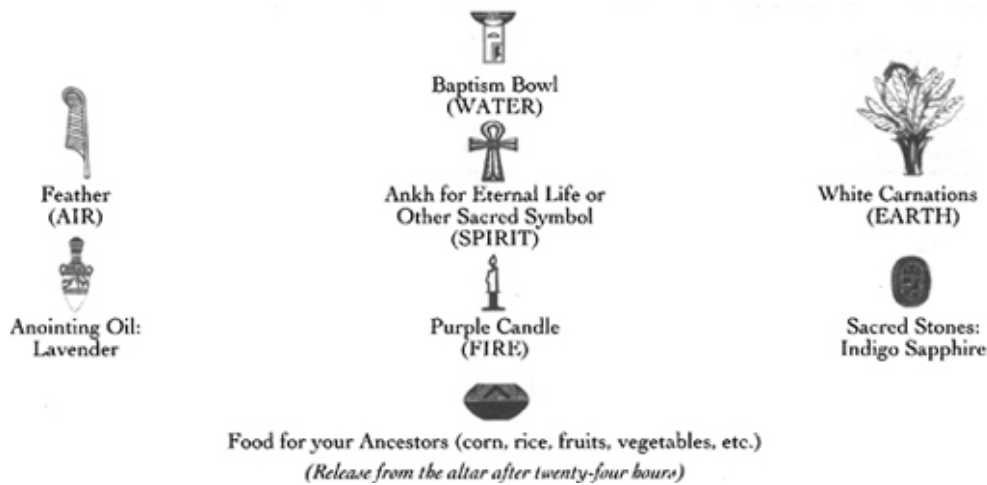 Baptism Bowl
(WATER)
Feather
(AIR)
Ankh for Eternal Life or
Other Sacred Symbol
(SPIRIT)
White Carnations
(EARTH)
Anointing Oil:
Lavender
Purple Candle
(FIRE)
Sacred Stones:
Indigo Sapphire
Food for your Ancestors (corn, rice, fruits, vegetables, etc.)
(Release from the altar after twenty-four hours)